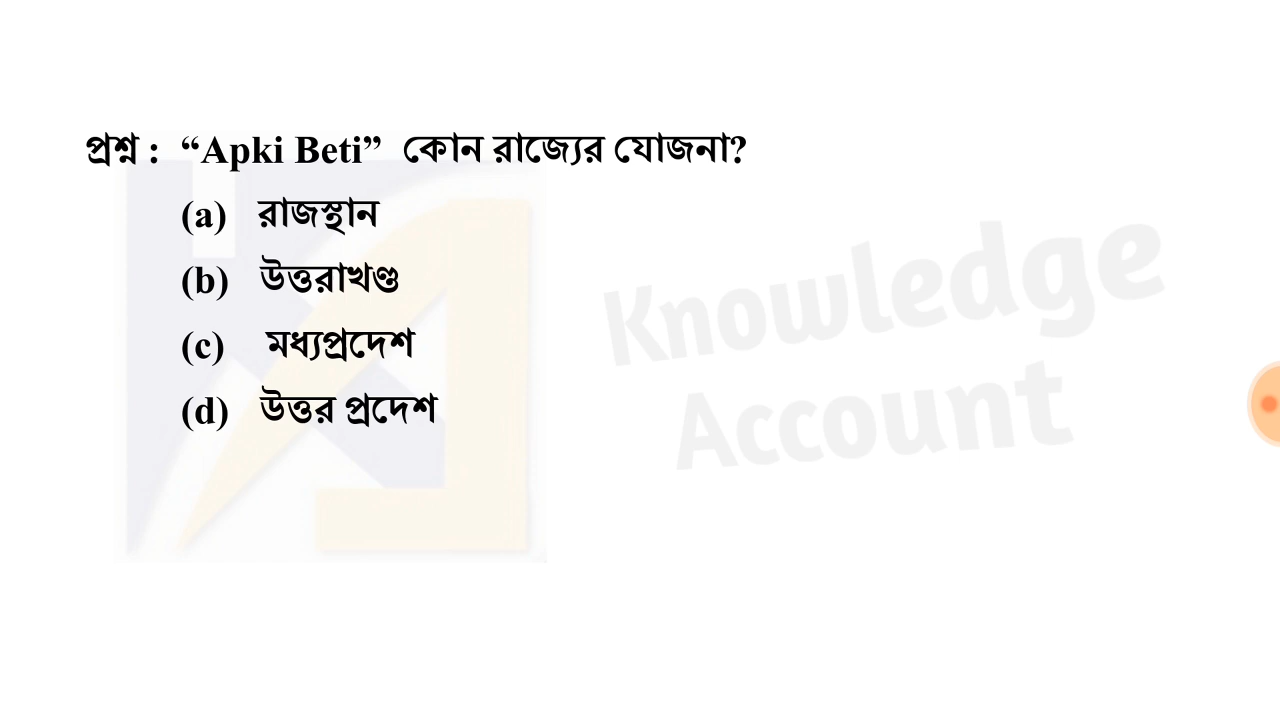 প্রশ্ন : “Apki Beti” কোন রাজ্যের যোজনা?
(a) রাজস্থান
(b) উত্তরাখণ্ড
(c) মধ্যপ্রদেশ
(d) উত্তর প্রদেশ
Knowledge
Account